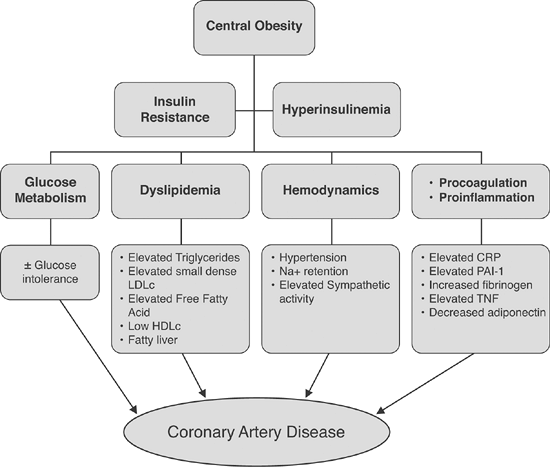 Central Obesity
Insulin
Resistance
Hyperinsulinemia
Glucose
Metabolism
Dyslipidemia
Hemodynamics
• Procoagulation
• Proinflammation
± Glucose
intolerance
• Elevated Triglycerides
• Elevated small dense
LDLc
• Elevated Free Fatty
Acid
• Low HDLc
• Fatty liver
• Hypertension
• Na+ retention
• Elevated Sympathetic
activity
• Elevated CRP
• Elevated PAI-1
• Increased fibrinogen
• Elevated TNF
• Decreased adiponectin
Coronary Artery Disease